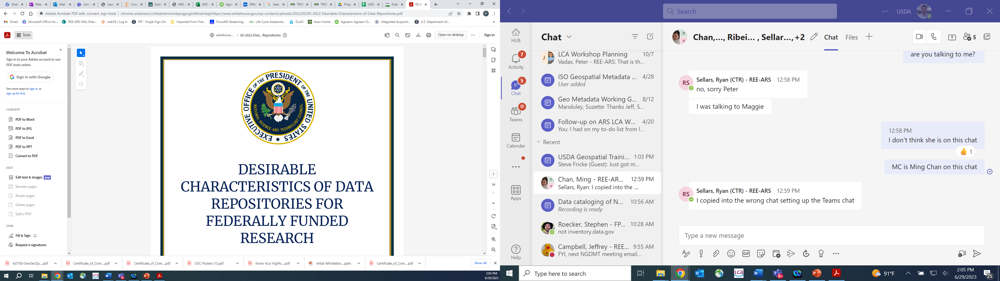 OneN
Peter
Mail
Join c
Laun
Conc
Existi
ARS-
KSD I
AgLe
DRAF
ikea i
TROE
TROF
Proje
USDA
Publi
05-20
Adobe Acrobat: PDF edit, convert, sign tools | chrome-extension://efaidnbmnnnibpcajpcglclefindmkaj/https://www.whitehouse.gov/wp-content/uploads/2022/05/05-2022-Desirable-Characteristics-of-Data-Repositories.pdf
P
Gmail
Microsoft Office Ho...
REE-ARS-NAL-Shar...
webTA | Log In
IPP - Single Sign-On
Imported From Fire...
SiriusXM Streaming...
Life Cycle Assessme...
GLAD
Axon Home
AgLearn: AgLearn D...
Integrated Acquisiti...
U.S. Department of...
Tools
whitehouse.... / 05-2022-Desi...-Repositories
Open on desktop
Sign in
Welcome To Acrobat
Sign in to your Adobe account to use
PDF tools online.
Sign in with Google
See more ways to sign in, or
sign up for free
CONVERT
PDF to Word
PDF to JPG
PDF to Excel
PDF to PPT
Convert to PDF
EDIT
Edit text & images NEW
Reorder pages
Rotate pages
Delete pages
Split a PDF
SIGN
Fill & Sign
Request e-signatures
EXECUTIVE OFFICE OF THE PRESIDENT OF THE UNITED STATES
NATIONAL SCIENCE AND TECHNOLOGY COUNCIL
DESIRABLE
CHARACTERISTICS OF DATA
REPOSITORIES FOR
FEDERALLY FUNDED
RESEARCH
1
14
AD700-DevSecOp....pdf
Certificate_of_Com....pdf
Certificate_of_Com....pdf
OSC Posters (1).pdf
Know Your Rights....pdf
Initial Whistleblo....pptx
Certificate_of_Com....pdf
Show all
LCA
9+
2:05 PM
6/29/2023
Search
USDA
HUB
7
Activity
5
Chat
@
Teams
Calendar
Apps
Help
Chat
LCA Workshop Planning 10/7
Vadas, Peter - REE-ARS: That is th...
ISO Geospatial Metadata ... 4/28
User added
Geo Metadata Working G... 8/12
Manduley, Suzette: Thanks Jeff, S...
Follow-up on ARS LCA W... 4/20
You: I had on my to-do list from l...
Recent
USDA Geospatial Traini... 1:03 PM
Steve Fricke (Guest): Just got m...
Chan, Ming - REE-AR... 12:59 PM
Sellars, Ryan: I copied into the ...
Data cataloging of N... 10:56 AM
Recording is ready
Roecker, Stephen - FP... 10:28 AM
not inventory.data.gov
Campbell, Jeffrey - REE... 9:55 AM
FYI, next NGDMT meeting email...
D
R
Chan,..., Ribei... , Sellar..., +2
Chat
Files
5
are you talking to me?
RS
Sellars, Ryan (CTR) - REE-ARS 12:58 PM
no, sorry Peter
I was talking to Maggie
12:58 PM
I don't think she is on this chat
1
MC is Ming Chan on this chat
RS
Sellars, Ryan (CTR) - REE-ARS 12:59 PM
I copied into the wrong chat setting up the Teams chat
Type a new message
GIF
Type here to search
LCA
9+
91°F
2:05 PM
6/29/2023
25